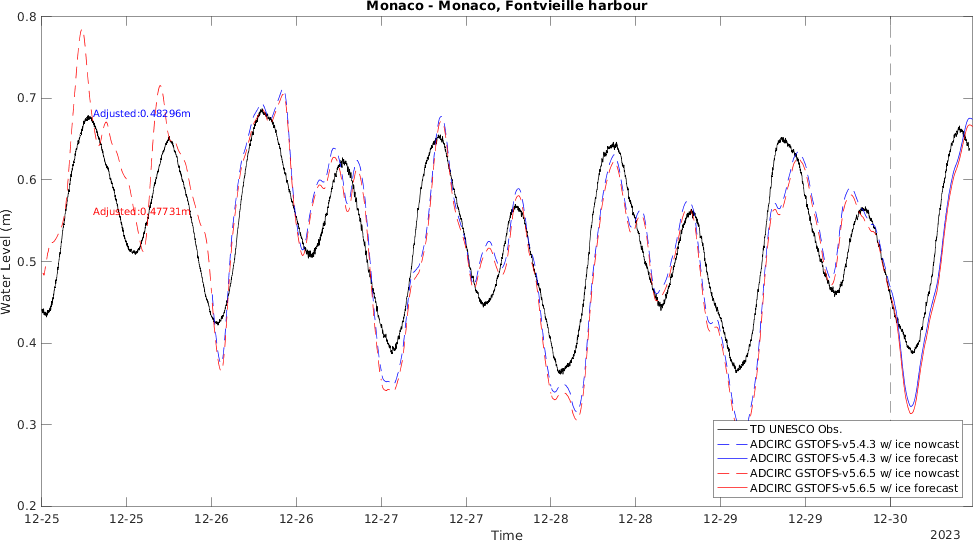 Monaco - Monaco, Fontvieille harbour
0.8
0.7
0.6
0.5
0.4
0.3
0.2
Water Level (m)
Adjusted:0.48296m
Adjusted:0.47731m
TD UNESCO Obs.
ADCIRC GSTOFS-v5.4.3 w/ ice nowcast
ADCIRC GSTOFS-v5.4.3 w/ ice forecast
ADCIRC GSTOFS-v5.6.5 w/ ice nowcast
ADCIRC GSTOFS-v5.6.5 w/ ice forecast
12-25 12-25 12-26 12-26 12-27 12-27 12-28 12-28 12-29 12-29 12-30
Time
2023